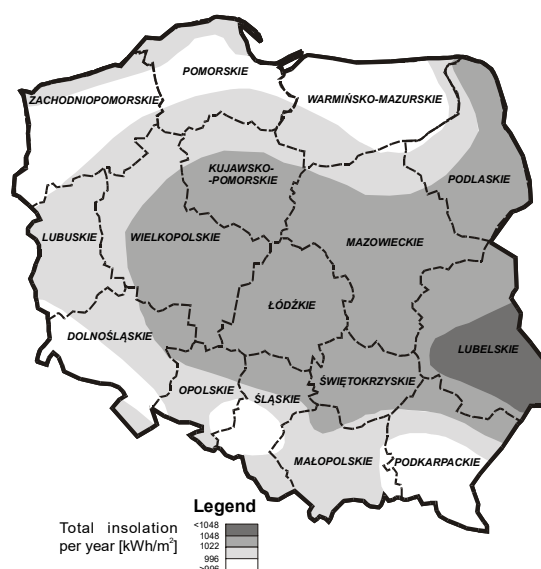 POMORSKIE
ZACHODNIOPOMORSKIE
WARMIŃSKO-MAZURSKIE
KUJAWSKO-
-POMORSKIE
PODLASKIE
LUBUSKIE
WIELKOPOLSKIE
MAZOWIECKIE
ŁÓDŹKIE
DOLNOŚLĄSKIE
LUBELSKIE
OPOLSKIE
ŚLĄSKIE
ŚWIĘTOKRZYSKIE
MAŁOPOLSKIE
PODKARPACKIE
Legend
Total insolation
per year [kWh/m²]
<1048
1048
1022
996
>996